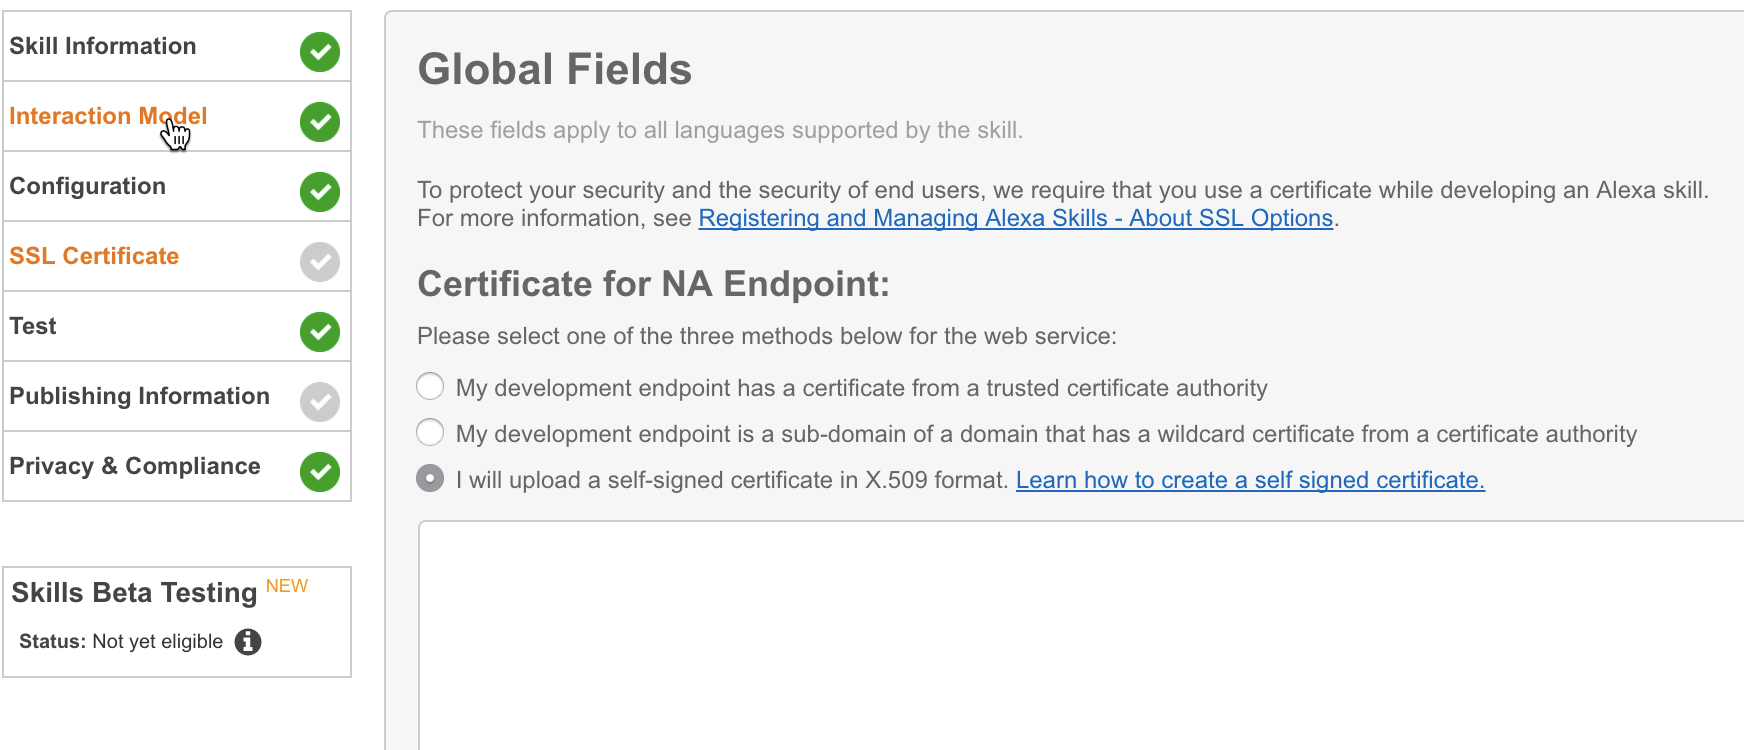 Skill Information
Interaction Model
Configuration
SSL Certificate
Test
Publishing Information
Privacy & Compliance
Skills Beta Testing NEW
Status: Not yet eligible
Global Fields
These fields apply to all languages supported by the skill.
To protect your security and the security of end users, we require that you use a certificate while developing an Alexa skill.
For more information, see Registering and Managing Alexa Skills - About SSL Options.
Certificate for NA Endpoint:
Please select one of the three methods below for the web service:
My development endpoint has a certificate from a trusted certificate authority
My development endpoint is a sub-domain of a domain that has a wildcard certificate from a certificate authority
I will upload a self-signed certificate in X.509 format. Learn how to create a self signed certificate.